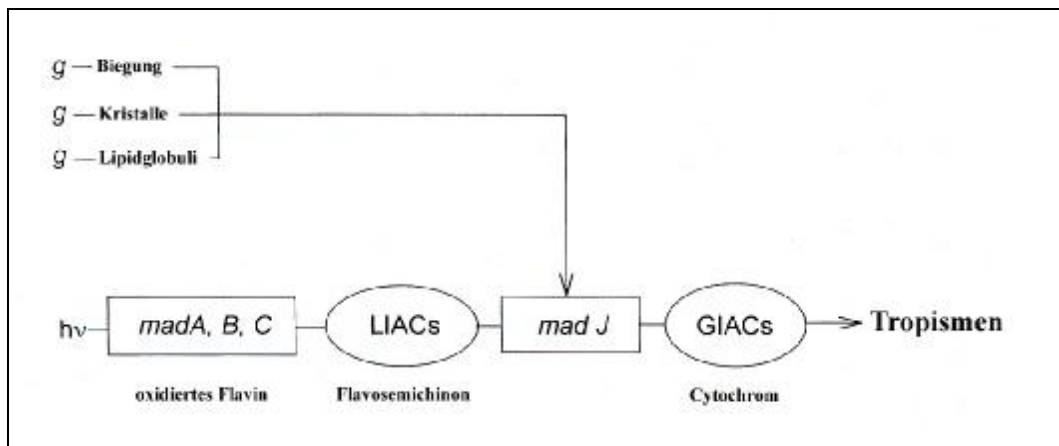 g — Biegung
g — Kristalle
g — Lipidglobuli
hν madA, B, C LIACs mad J GIACs Tropismen
oxidiertes Flavin Flavosemichinon Cytochrom